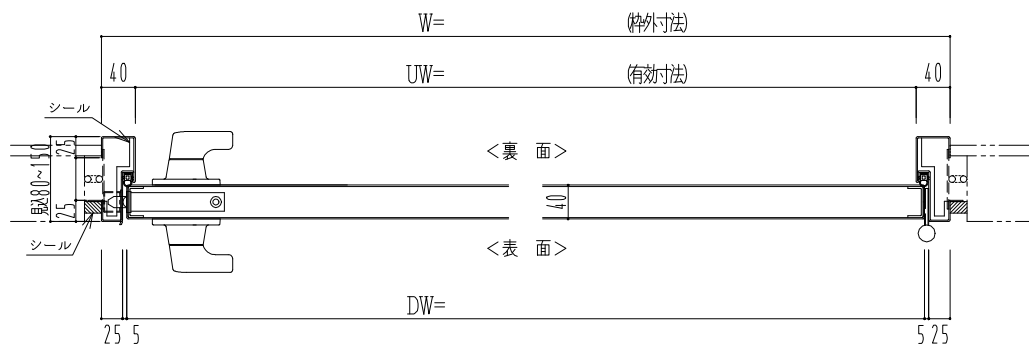 W= (枠外寸法)
40 UW= (有効寸法) 40
シール
25
見込80~150
25
<裏 面>
40
シール
<表 面>
DW=
25 5 5 25